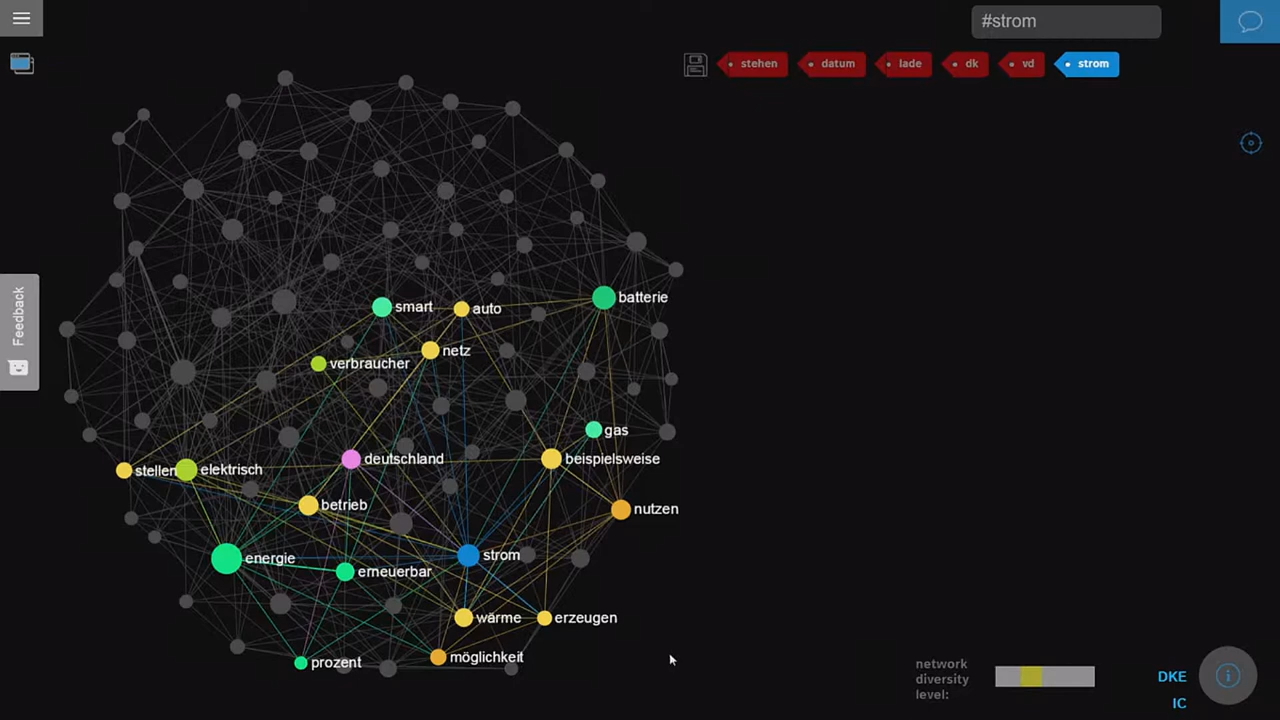 #strom
stehen
datum
lade
dk
vd
strom
Feedback
smart
auto
batterie
netz
verbraucher
gas
stellen
elektrisch
deutschland
beispielsweise
betrieb
nutzen
energie
erneuerbar
strom
wärme
erzeugen
prozent
möglichkeit
network
diversity
level:
DKE
IC